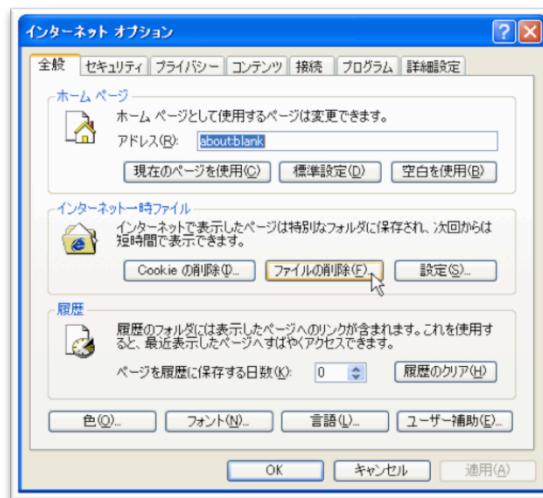 インターネット オプション
全般 セキュリティ プライバシー コンテンツ 接続 プログラム 詳細設定
ホーム ページ
ホーム ページとして使用するページは変更できます。
アドレス(R): about:blank
現在のページを使用(C) 標準設定(D) 空白を使用(B)
インターネット一時ファイル
インターネットで表示したページは特別なフォルダに保存され、次回からは
短時間で表示できます。
Cookie の削除(I)... ファイルの削除(F)... 設定(S)...
履歴
履歴のフォルダには表示したページへのリンクが含まれます。これを使用す
ると、最近表示したページへすばやくアクセスできます。
ページを履歴に保存する日数(K): 0 履歴のクリア(H)
色(O)... フォント(N)... 言語(L)... ユーザー補助(E)...
OK キャンセル 適用(A)